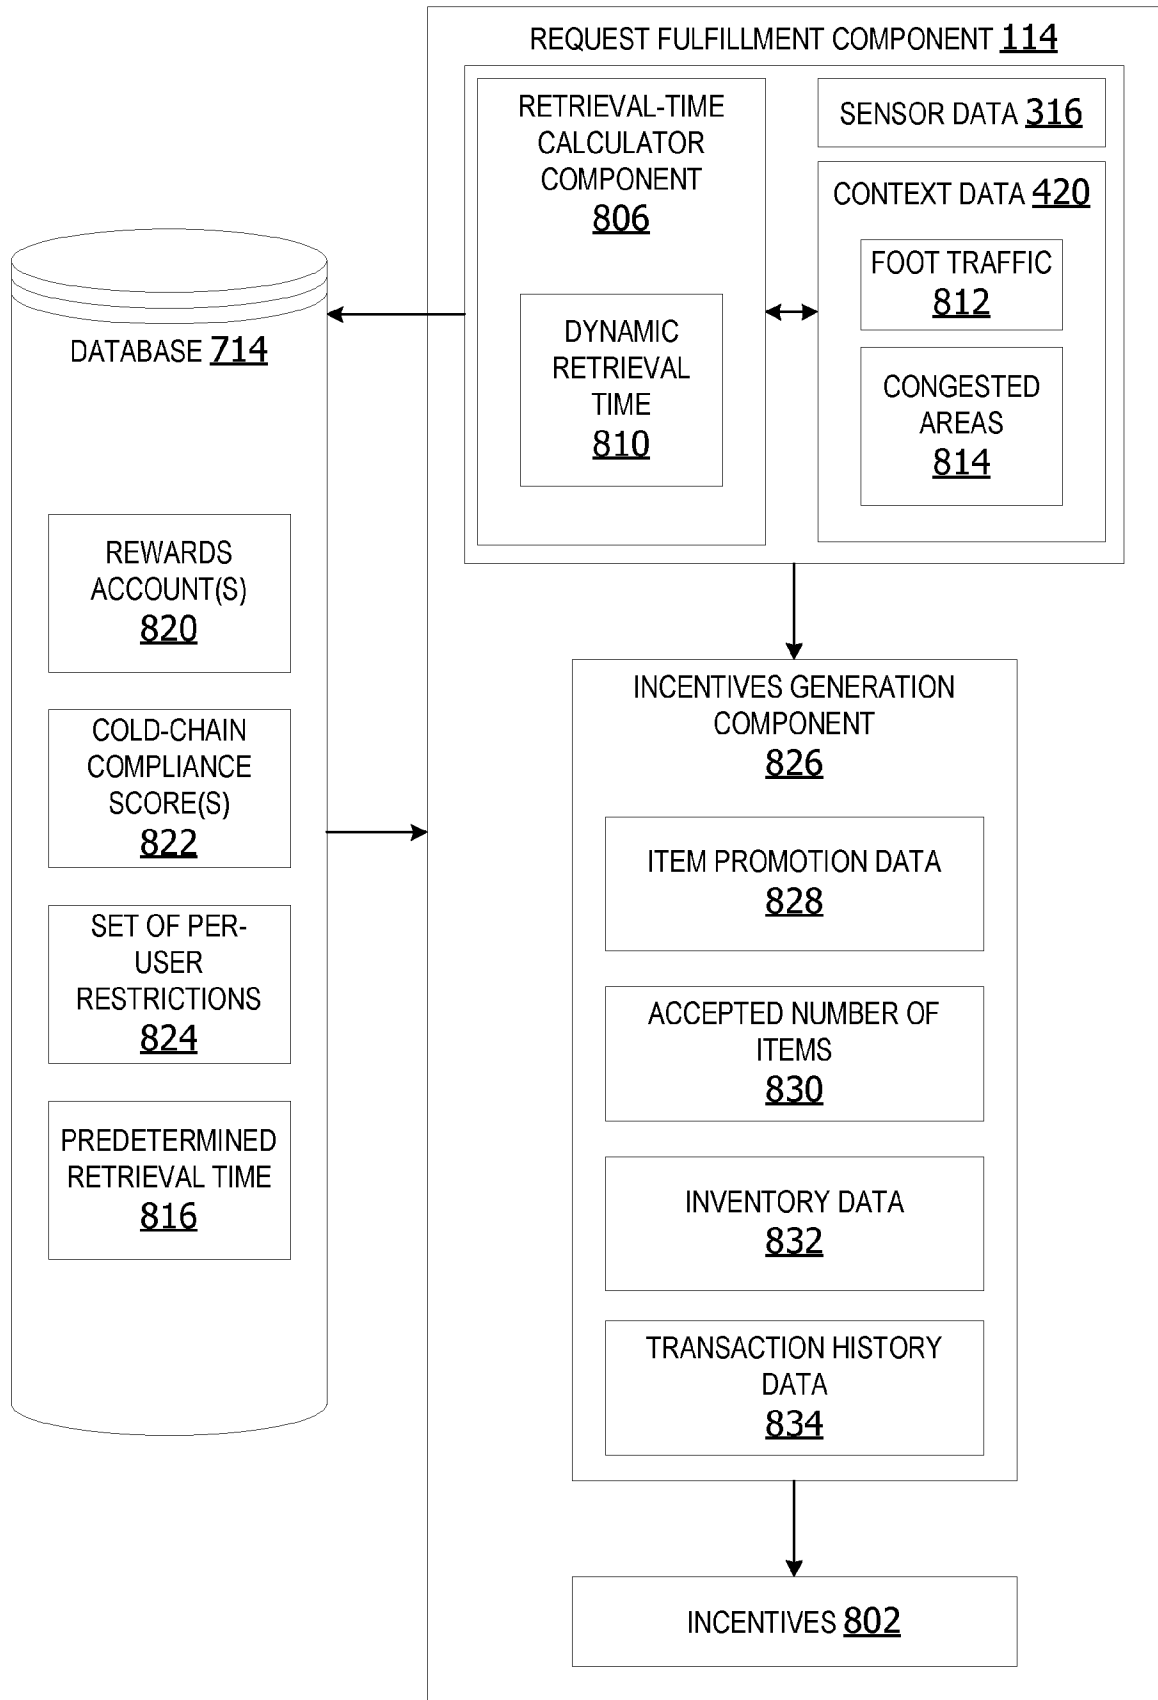 REQUEST FULFILLMENT COMPONENT 114
RETRIEVAL-TIME
CALCULATOR
COMPONENT
806
DYNAMIC
RETRIEVAL
TIME
810
SENSOR DATA 316
CONTEXT DATA 420
FOOT TRAFFIC
812
CONGESTED
AREAS
814
DATABASE 714
REWARDS
ACCOUNT(S)
820
COLD-CHAIN
COMPLIANCE
SCORE(S)
822
SET OF PER-
USER
RESTRICTIONS
824
PREDETERMINED
RETRIEVAL TIME
816
INCENTIVES GENERATION
COMPONENT
826
ITEM PROMOTION DATA
828
ACCEPTED NUMBER OF
ITEMS
830
INVENTORY DATA
832
TRANSACTION HISTORY
DATA
834
INCENTIVES 802